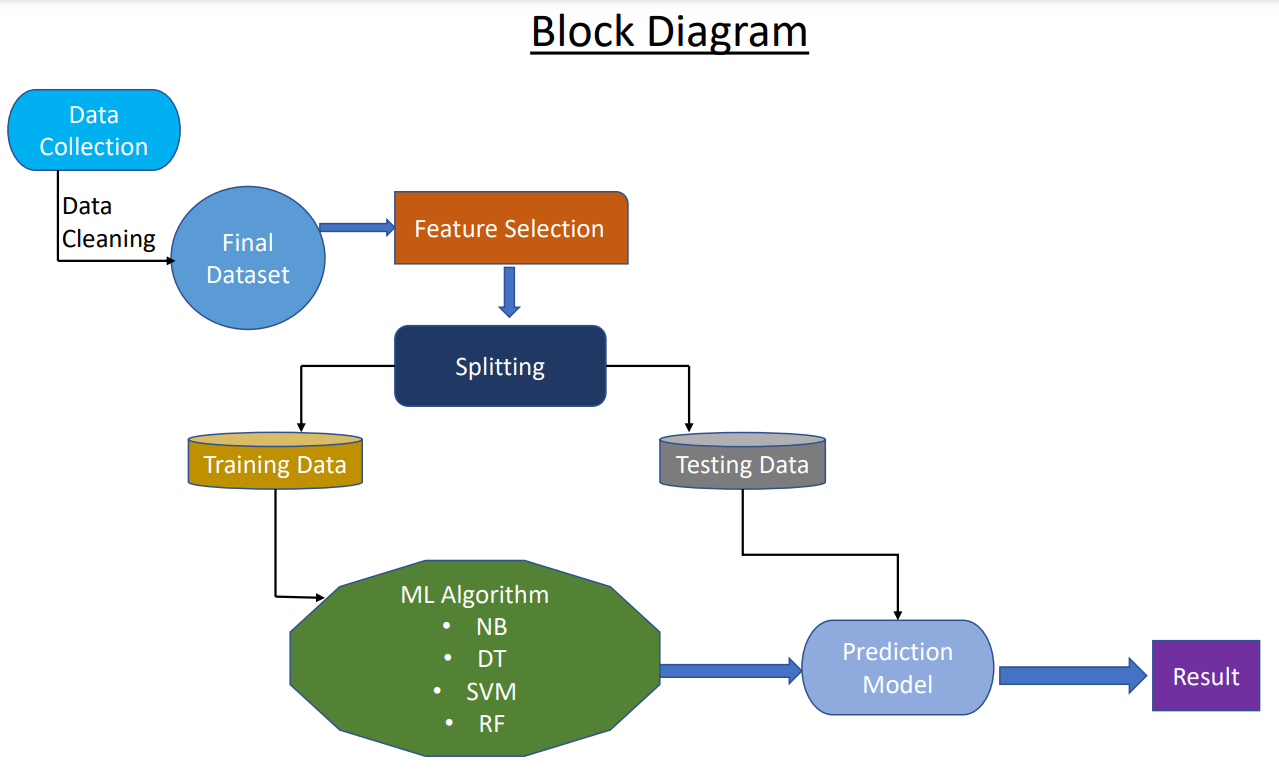 Block Diagram
Data
Collection
Data
Cleaning
Final
Dataset
Feature Selection
Splitting
Training Data
Testing Data
ML Algorithm
• NB
• DT
• SVM
• RF
Prediction
Model
Result